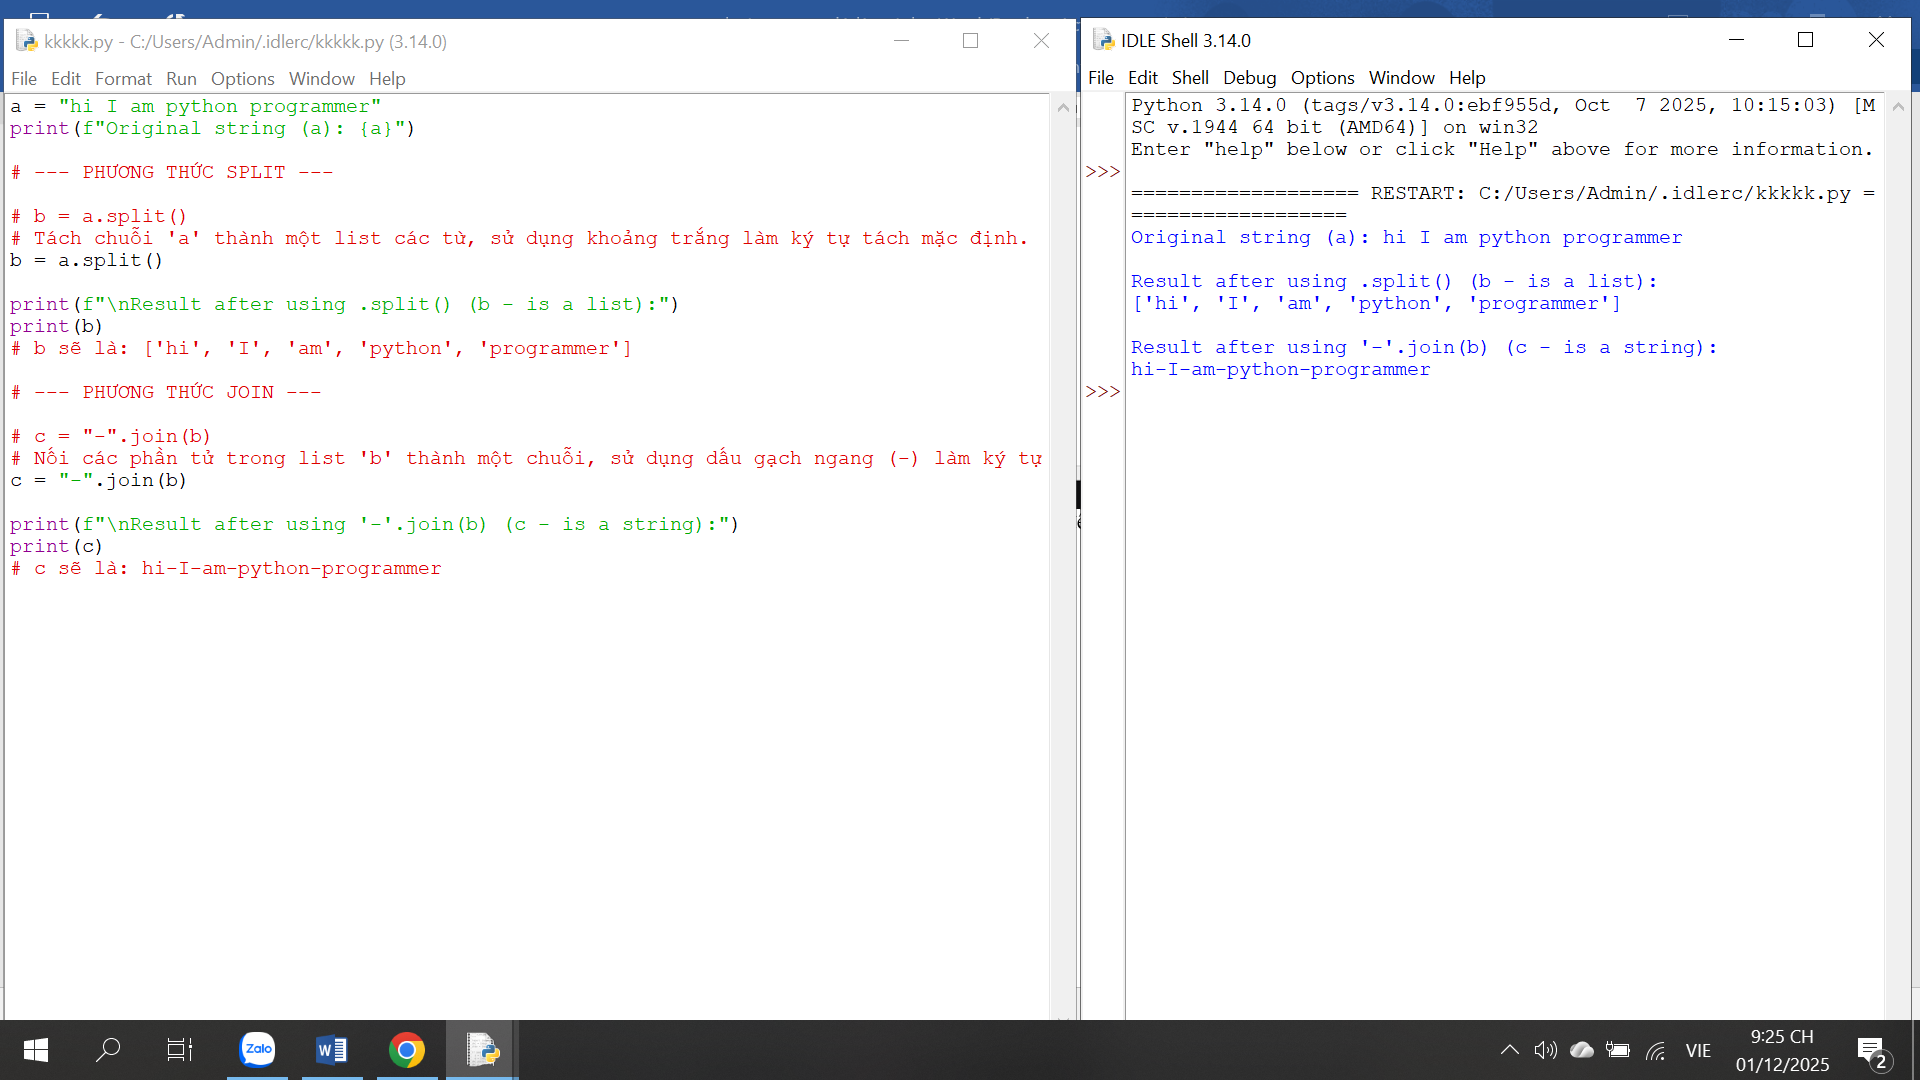 kkkkk.py - C:/Users/Admin/.idlerc/kkkkk.py (3.14.0)
File Edit Format Run Options Window Help
a = "hi I am python programmer"
print(f"Original string (a): {a}")
# --- PHƯƠNG THỨC SPLIT ---
# b = a.split()
# Tách chuỗi 'a' thành một list các từ, sử dụng khoảng trắng làm ký tự tách mặc định.
b = a.split()
print(f"\nResult after using .split() (b - is a list):")
print(b)
# b sẽ là: ['hi', 'I', 'am', 'python', 'programmer']
# --- PHƯƠNG THỨC JOIN ---
# c = "-".join(b)
# Nối các phần tử trong list 'b' thành một chuỗi, sử dụng dấu gạch ngang (-) làm ký tự
c = "-".join(b)
print(f"\nResult after using '-'.join(b) (c - is a string):")
print(c)
# c sẽ là: hi-I-am-python-programmer
IDLE Shell 3.14.0
File Edit Shell Debug Options Window Help
Python 3.14.0 (tags/v3.14.0:ebf955d, Oct  7 2025, 10:15:03) [M
SC v.1944 64 bit (AMD64)] on win32
Enter "help" below or click "Help" above for more information.
>>>
=================== RESTART: C:/Users/Admin/.idlerc/kkkkk.py =
==================
Original string (a): hi I am python programmer
Result after using .split() (b - is a list):
['hi', 'I', 'am', 'python', 'programmer']
Result after using '-'.join(b) (c - is a string):
hi-I-am-python-programmer
>>>
Zalo
VIE
9:25 CH
01/12/2025
2